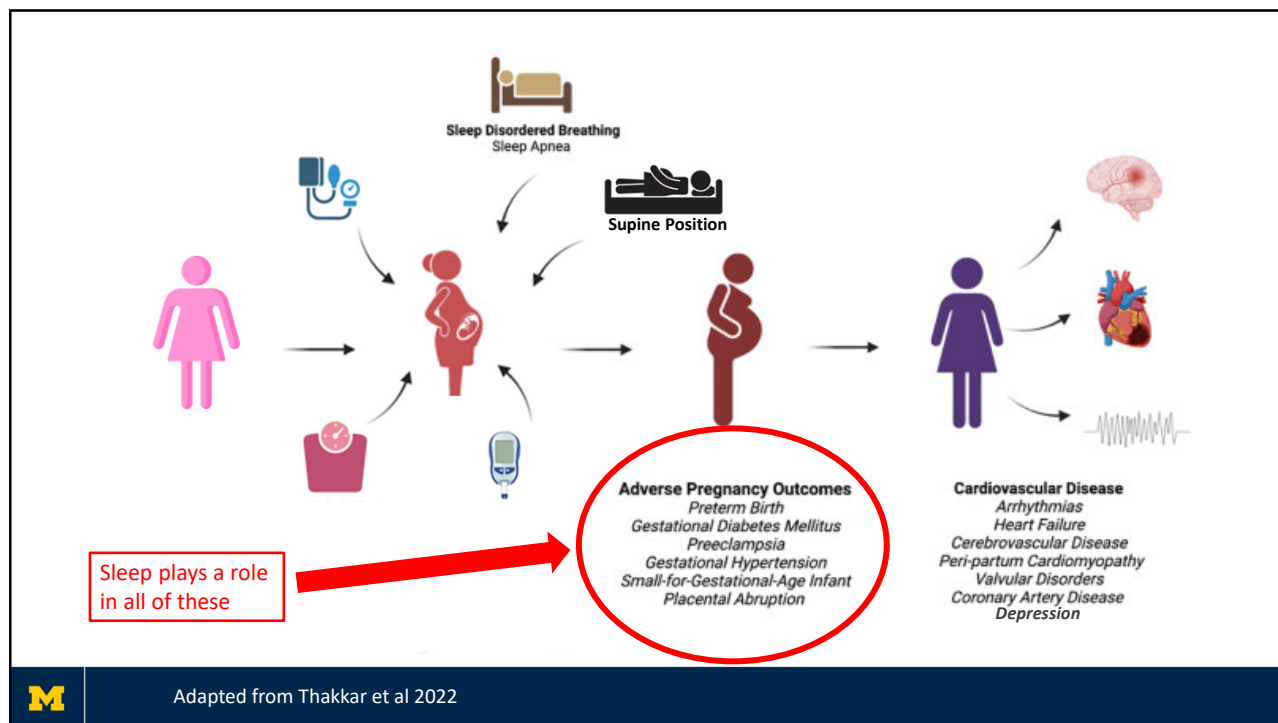 Sleep Disordered Breathing
Sleep Apnea
Supine Position
Adverse Pregnancy Outcomes
Preterm Birth
Gestational Diabetes Mellitus
Preeclampsia
Gestational Hypertension
Small-for-Gestational-Age Infant
Placental Abruption
Cardiovascular Disease
Arrhythmias
Heart Failure
Cerebrovascular Disease
Peri-partum Cardiomyopathy
Valvular Disorders
Coronary Artery Disease
Depression
Sleep plays a role
in all of these
M
Adapted from Thakkar et al 2022